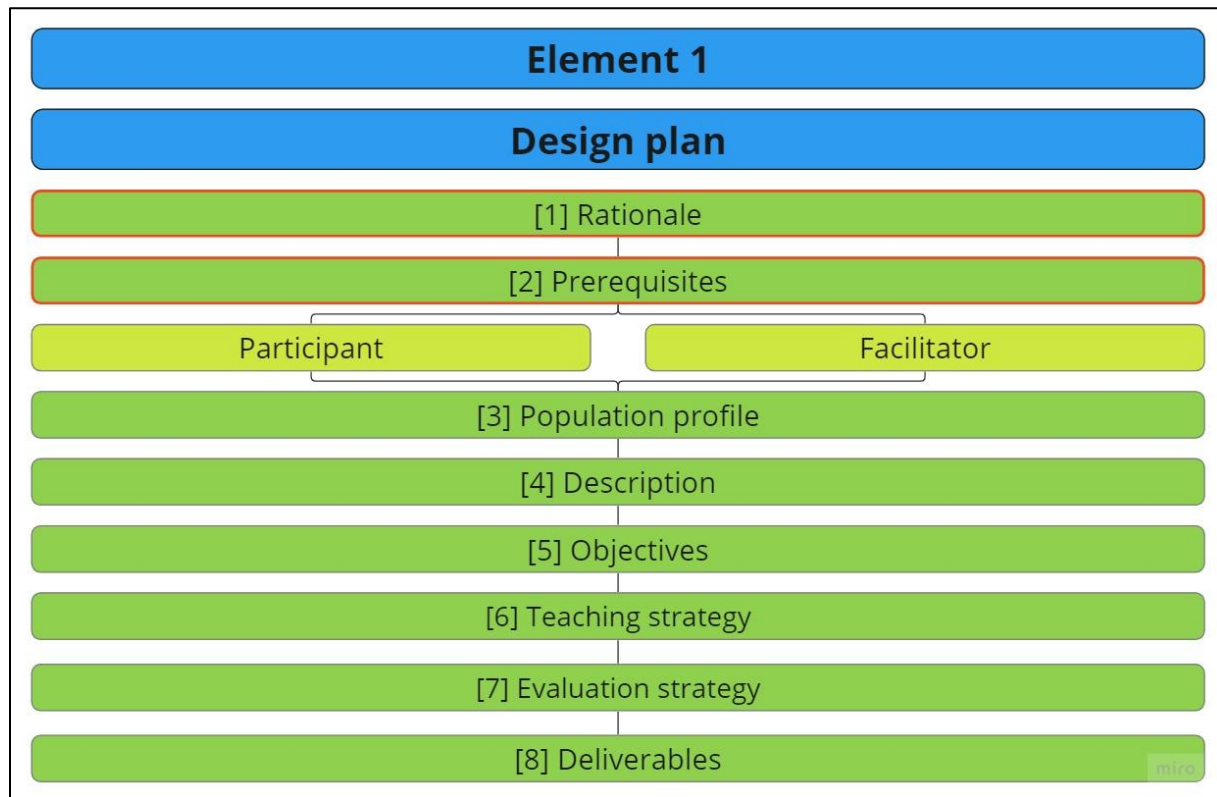 Element 1
Design plan
[1] Rationale
[2] Prerequisites
Participant
Facilitator
[3] Population profile
[4] Description
[5] Objectives
[6] Teaching strategy
[7] Evaluation strategy
[8] Deliverables
miro